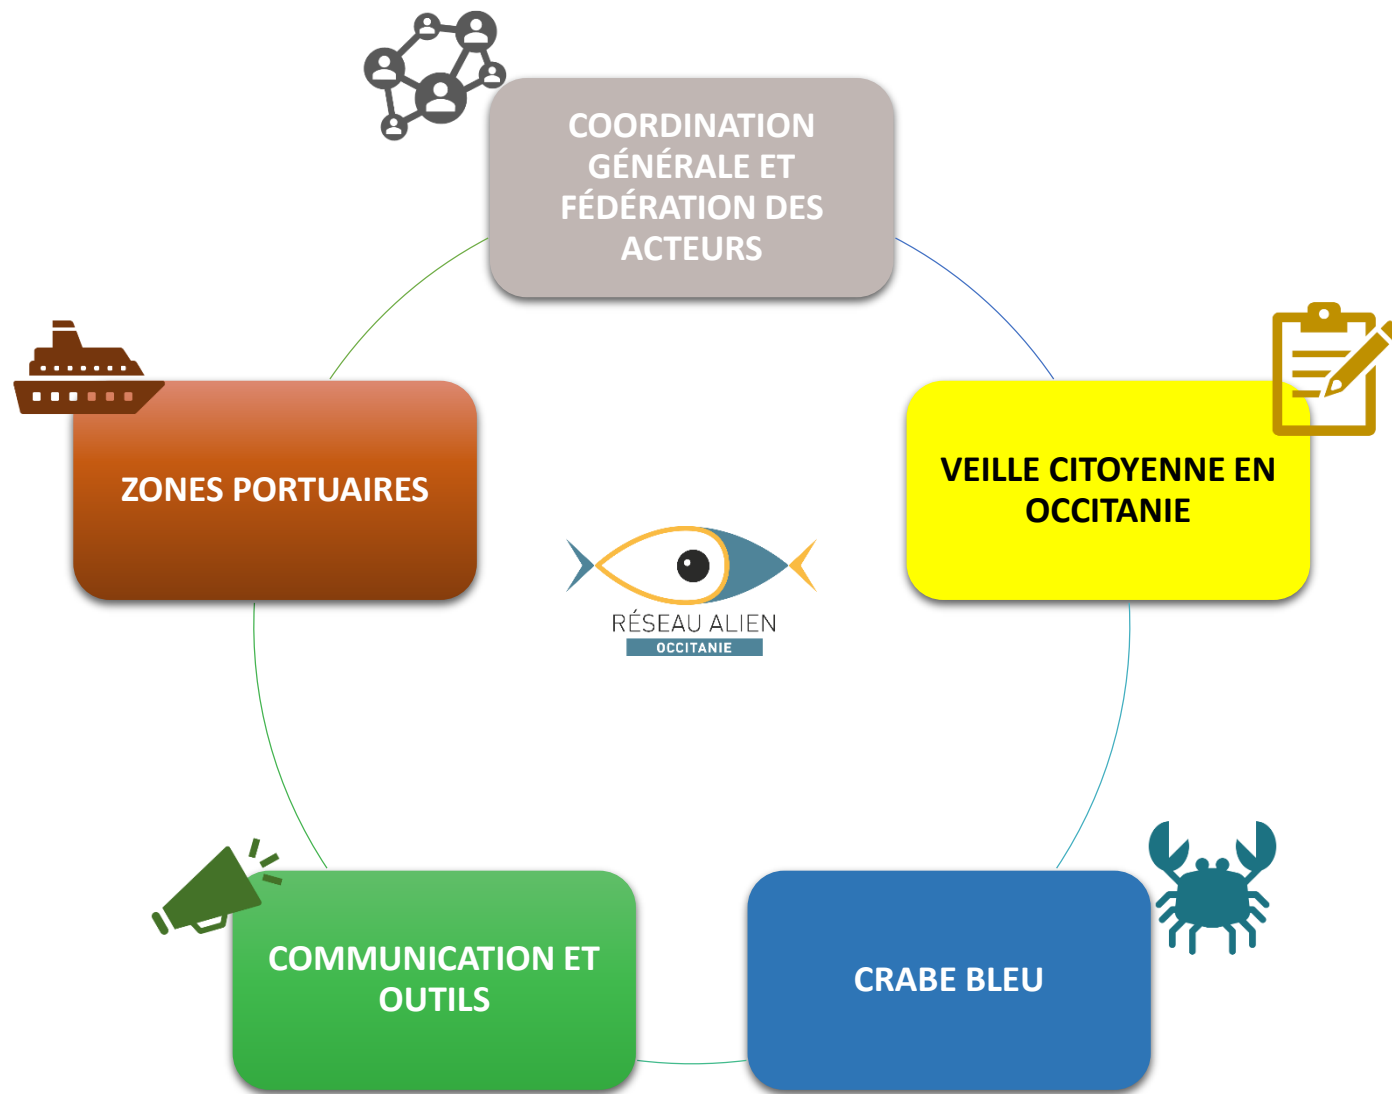 COORDINATION
GÉNÉRALE ET
FÉDÉRATION DES
ACTEURS
ZONES PORTUAIRES
VEILLE CITOYENNE EN
OCCITANIE
RÉSEAU ALIEN
OCCITANIE
COMMUNICATION ET
OUTILS
CRABE BLEU